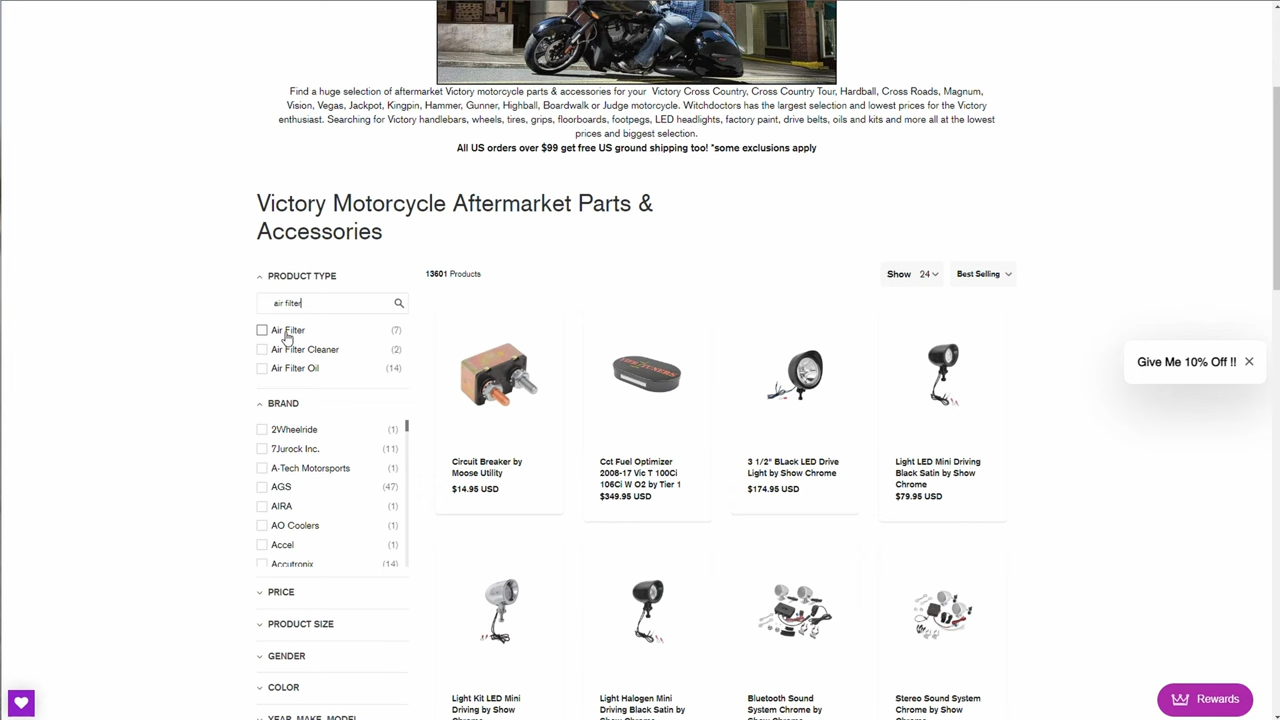 Find a huge selection of aftermarket Victory motorcycle parts & accessories for your Victory Cross Country, Cross Country Tour, Hardball, Cross Roads, Magnum,
Vision, Vegas, Jackpot, Kingpin, Hammer, Gunner, Highball, Boardwalk or Judge motorcycle. Witchdoctors has the largest selection and lowest prices for the Victory
enthusiast. Searching for Victory handlebars, wheels, tires, grips, floorboards, footpegs, LED headlights, factory paint, drive belts, oils and kits and more all at the lowest
prices and biggest selection.
All US orders over $99 get free US ground shipping too! *some exclusions apply
Victory Motorcycle Aftermarket Parts &
Accessories
PRODUCT TYPE
air filter
Air Filter (7)
Air Filter Cleaner (2)
Air Filter Oil (14)
BRAND
2Wheelride (1)
7Jurock Inc. (11)
A-Tech Motorsports (1)
AGS (47)
AIRA (1)
AO Coolers (1)
Accel (1)
Accutronix (14)
PRICE
PRODUCT SIZE
GENDER
COLOR
YEAR, MAKE, MODEL
13601 Products
Show 24
Best Selling
Circuit Breaker by
Moose Utility
$14.95 USD
Cct Fuel Optimizer
2008-17 Vic T 100Ci
106Ci W O2 by Tier 1
$349.95 USD
3 1/2" BLack LED Drive
Light by Show Chrome
$174.95 USD
Light LED Mini Driving
Black Satin by Show
Chrome
$79.95 USD
Light Kit LED Mini
Driving by Show
Chrome
Light Halogen Mini
Driving Black Satin by
Show Chrome
Bluetooth Sound
System Chrome by
Show Chrome
Stereo Sound System
Chrome by Show
Chrome
Give Me 10% Off !!
Rewards